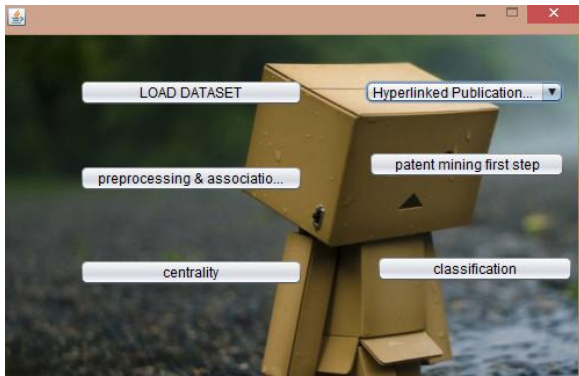 LOAD DATASET
Hyperlinked Publication...
preprocessing & associatio...
patent mining first step
centrality
classification